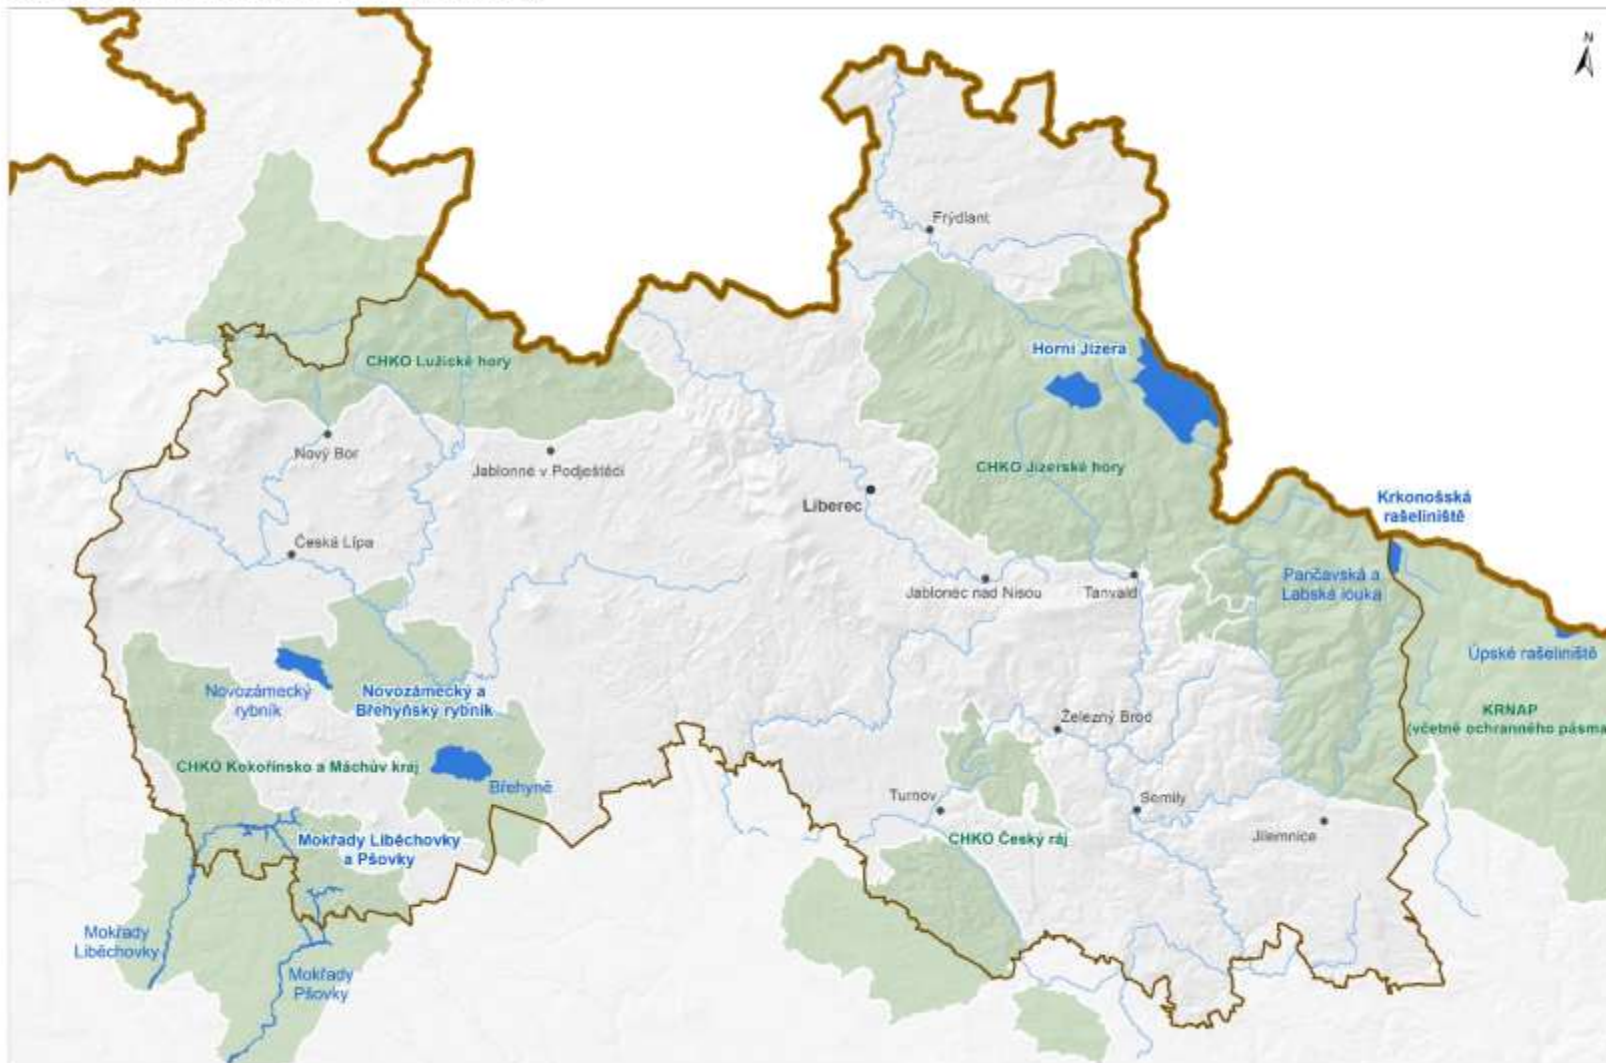 N
Frýdlant
Horní Jizera
CHKO Lužické hory
Nový Bor
Jablonné v Podještědí
CHKO Jizerské hory
Liberec
Krkonošská
rašeliniště
Česká Lípa
Jablonec nad Nisou
Tanvald
Pančavská a
Labská louka
Úpské rašeliniště
Novozámecký
rybník
Novozámecký a
Břehyňský rybník
KRNAP
(včetně ochranného pásma
Železný Brod
CHKO Kokořínsko a Máchův kraj
Břehyně
Turnov
Semily
Jilemnice
CHKO Český ráj
Mokřady Liběchovky
a Pšovky
Mokřady
Liběchovky
Mokřady
Pšovky